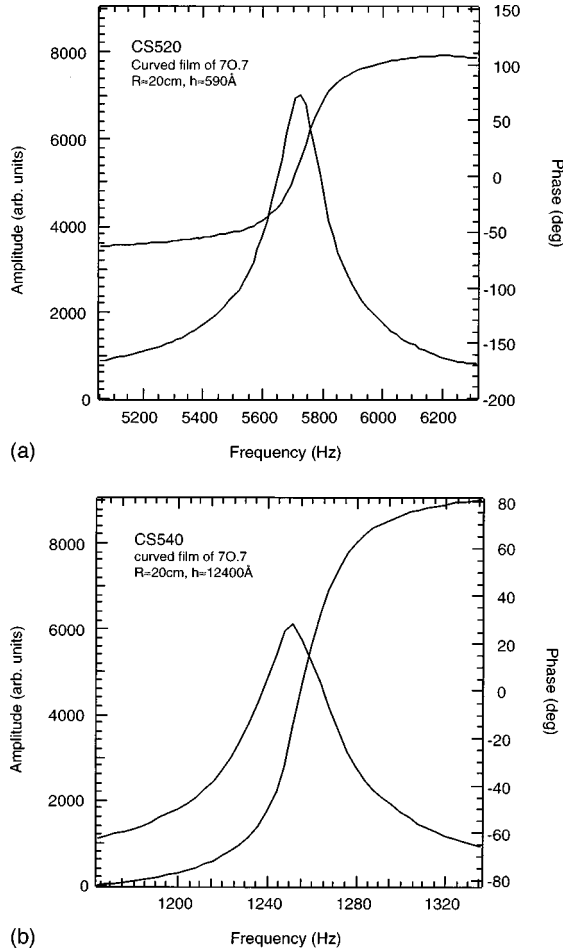 150
8000
CS520
Curved film of 7O.7
R≈20cm, h≈590Å
100
6000
50
Amplitude (arb. units)
0
Phase (deg)
4000
-50
-100
2000
-150
0
-200
5200 5400 5600 5800 6000 6200
(a)
Frequency (Hz)
80
8000
CS540
curved film of 7O.7
R≈20cm, h≈12400Å
60
40
6000
20
Amplitude (arb. units)
0
Phase (deg)
4000
-20
-40
2000
-60
0
-80
1200 1240 1280 1320
(b)
Frequency (Hz)